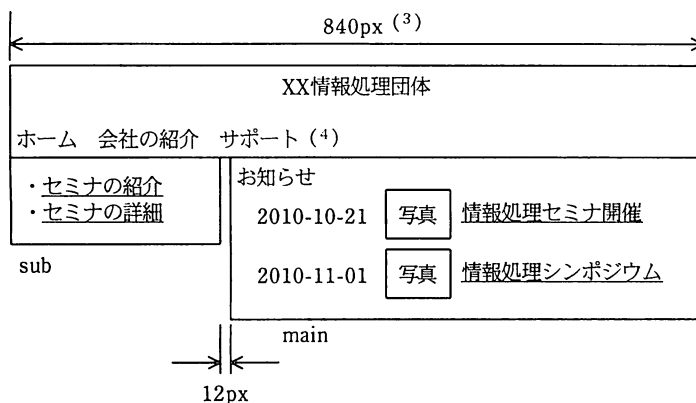 840px (3)
XX情報処理団体
ホーム 会社の紹介 サポート (4)
・セミナの紹介
・セミナの詳細
sub
お知らせ
2010-10-21 写真 情報処理セミナ開催
2010-11-01 写真 情報処理シンポジウム
main
12px